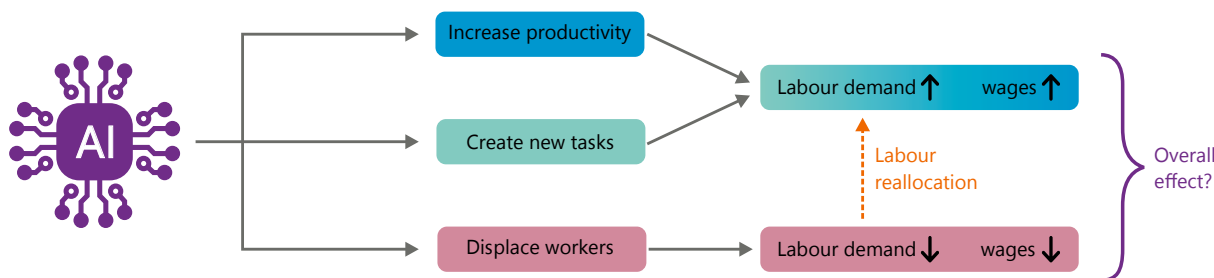 AI
Increase productivity
Create new tasks
Displace workers
Labour demand ↑ wages ↑
Labour
reallocation
Labour demand ↓ wages ↓
Overall
effect?